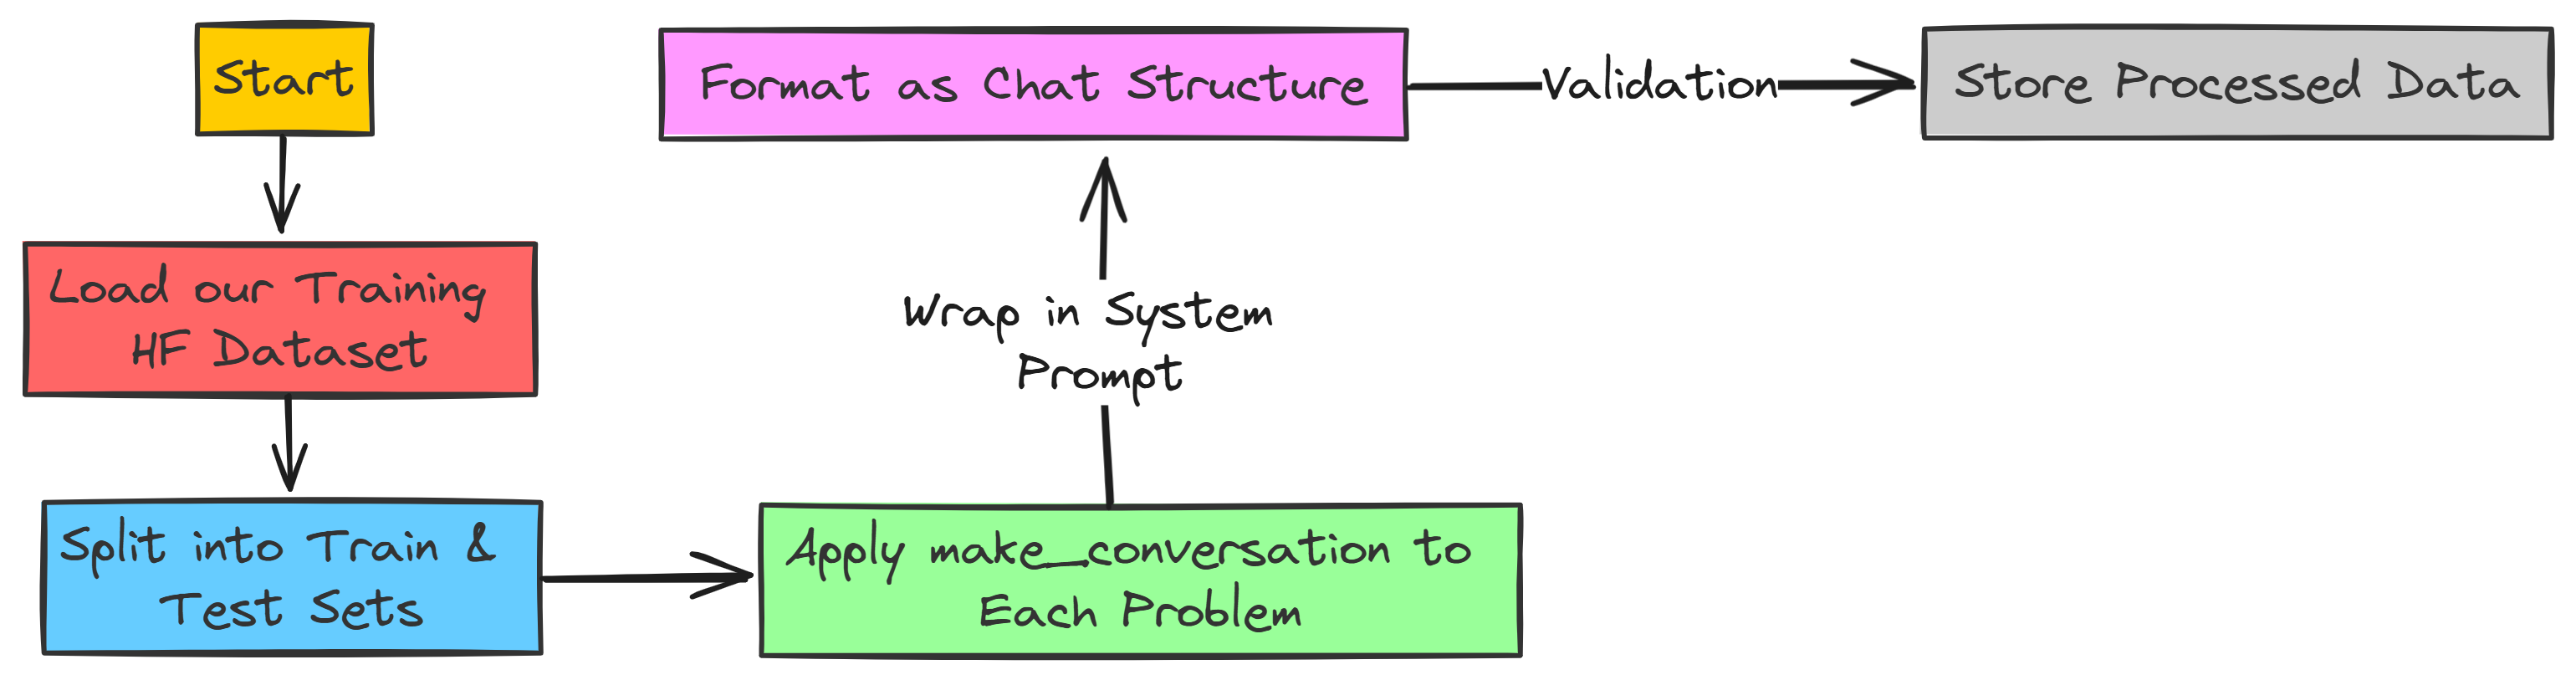 Start
Load our Training
HF Dataset
Split into Train &
Test Sets
Apply make_conversation to
Each Problem
Wrap in System
Prompt
Format as Chat Structure
Validation
Store Processed Data